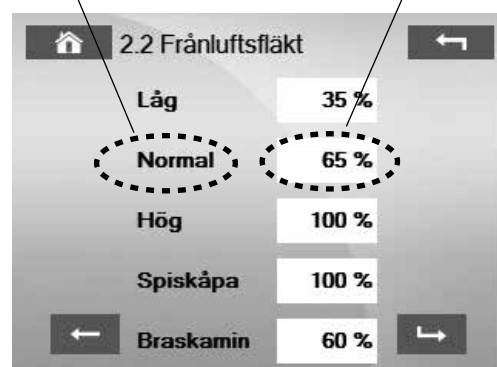 2.2 Frånluftsfläkt
Låg 35 %
Normal 65 %
Hög 100 %
Spiskåpa 100 %
Braskamin 60 %